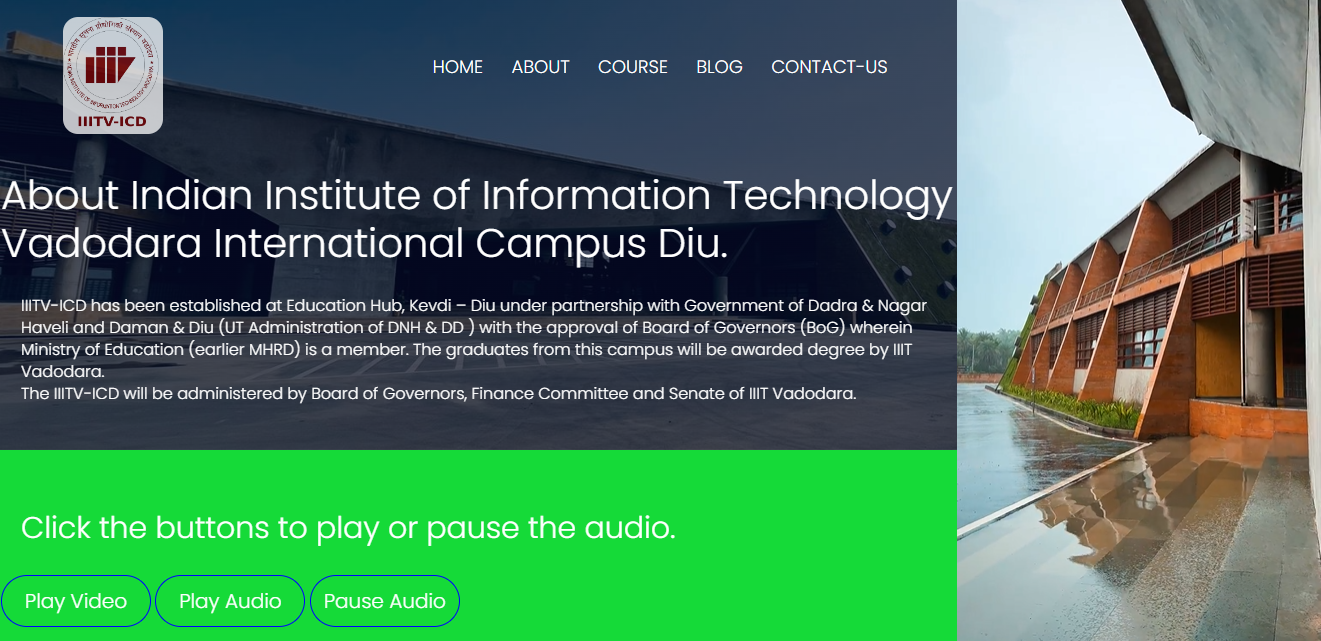 IIITV-ICD
HOME ABOUT COURSE BLOG CONTACT-US
About Indian Institute of Information Technology
Vadodara International Campus Diu.
IIITV-ICD has been established at Education Hub, Kevdi – Diu under partnership with Government of Dadra & Nagar
Haveli and Daman & Diu (UT Administration of DNH & DD ) with the approval of Board of Governors (BoG) wherein
Ministry of Education (earlier MHRD) is a member. The graduates from this campus will be awarded degree by IIIT
Vadodara.
The IIITV-ICD will be administered by Board of Governors, Finance Committee and Senate of IIIT Vadodara.
Click the buttons to play or pause the audio.
Play Video Play Audio Pause Audio